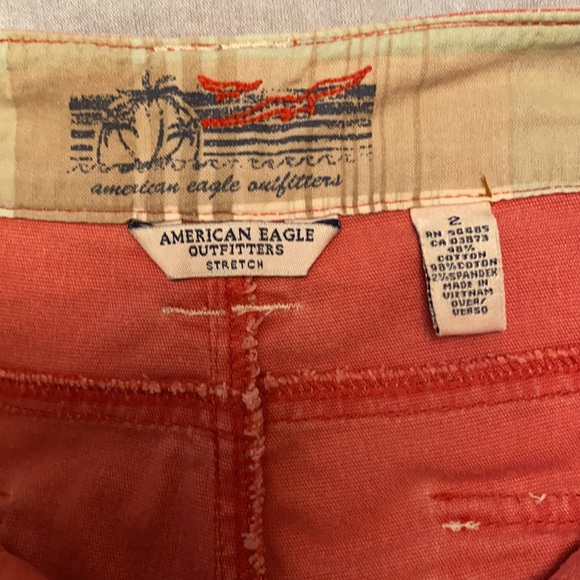 american eagle outfitters
AMERICAN EAGLE
OUTFITTERS
STRETCH
2
RN 54485
CA 03873
98%
COTTON
98%COTON
2%SPANDEX
MADE IN
VIETNAM
OVER/
VERSO